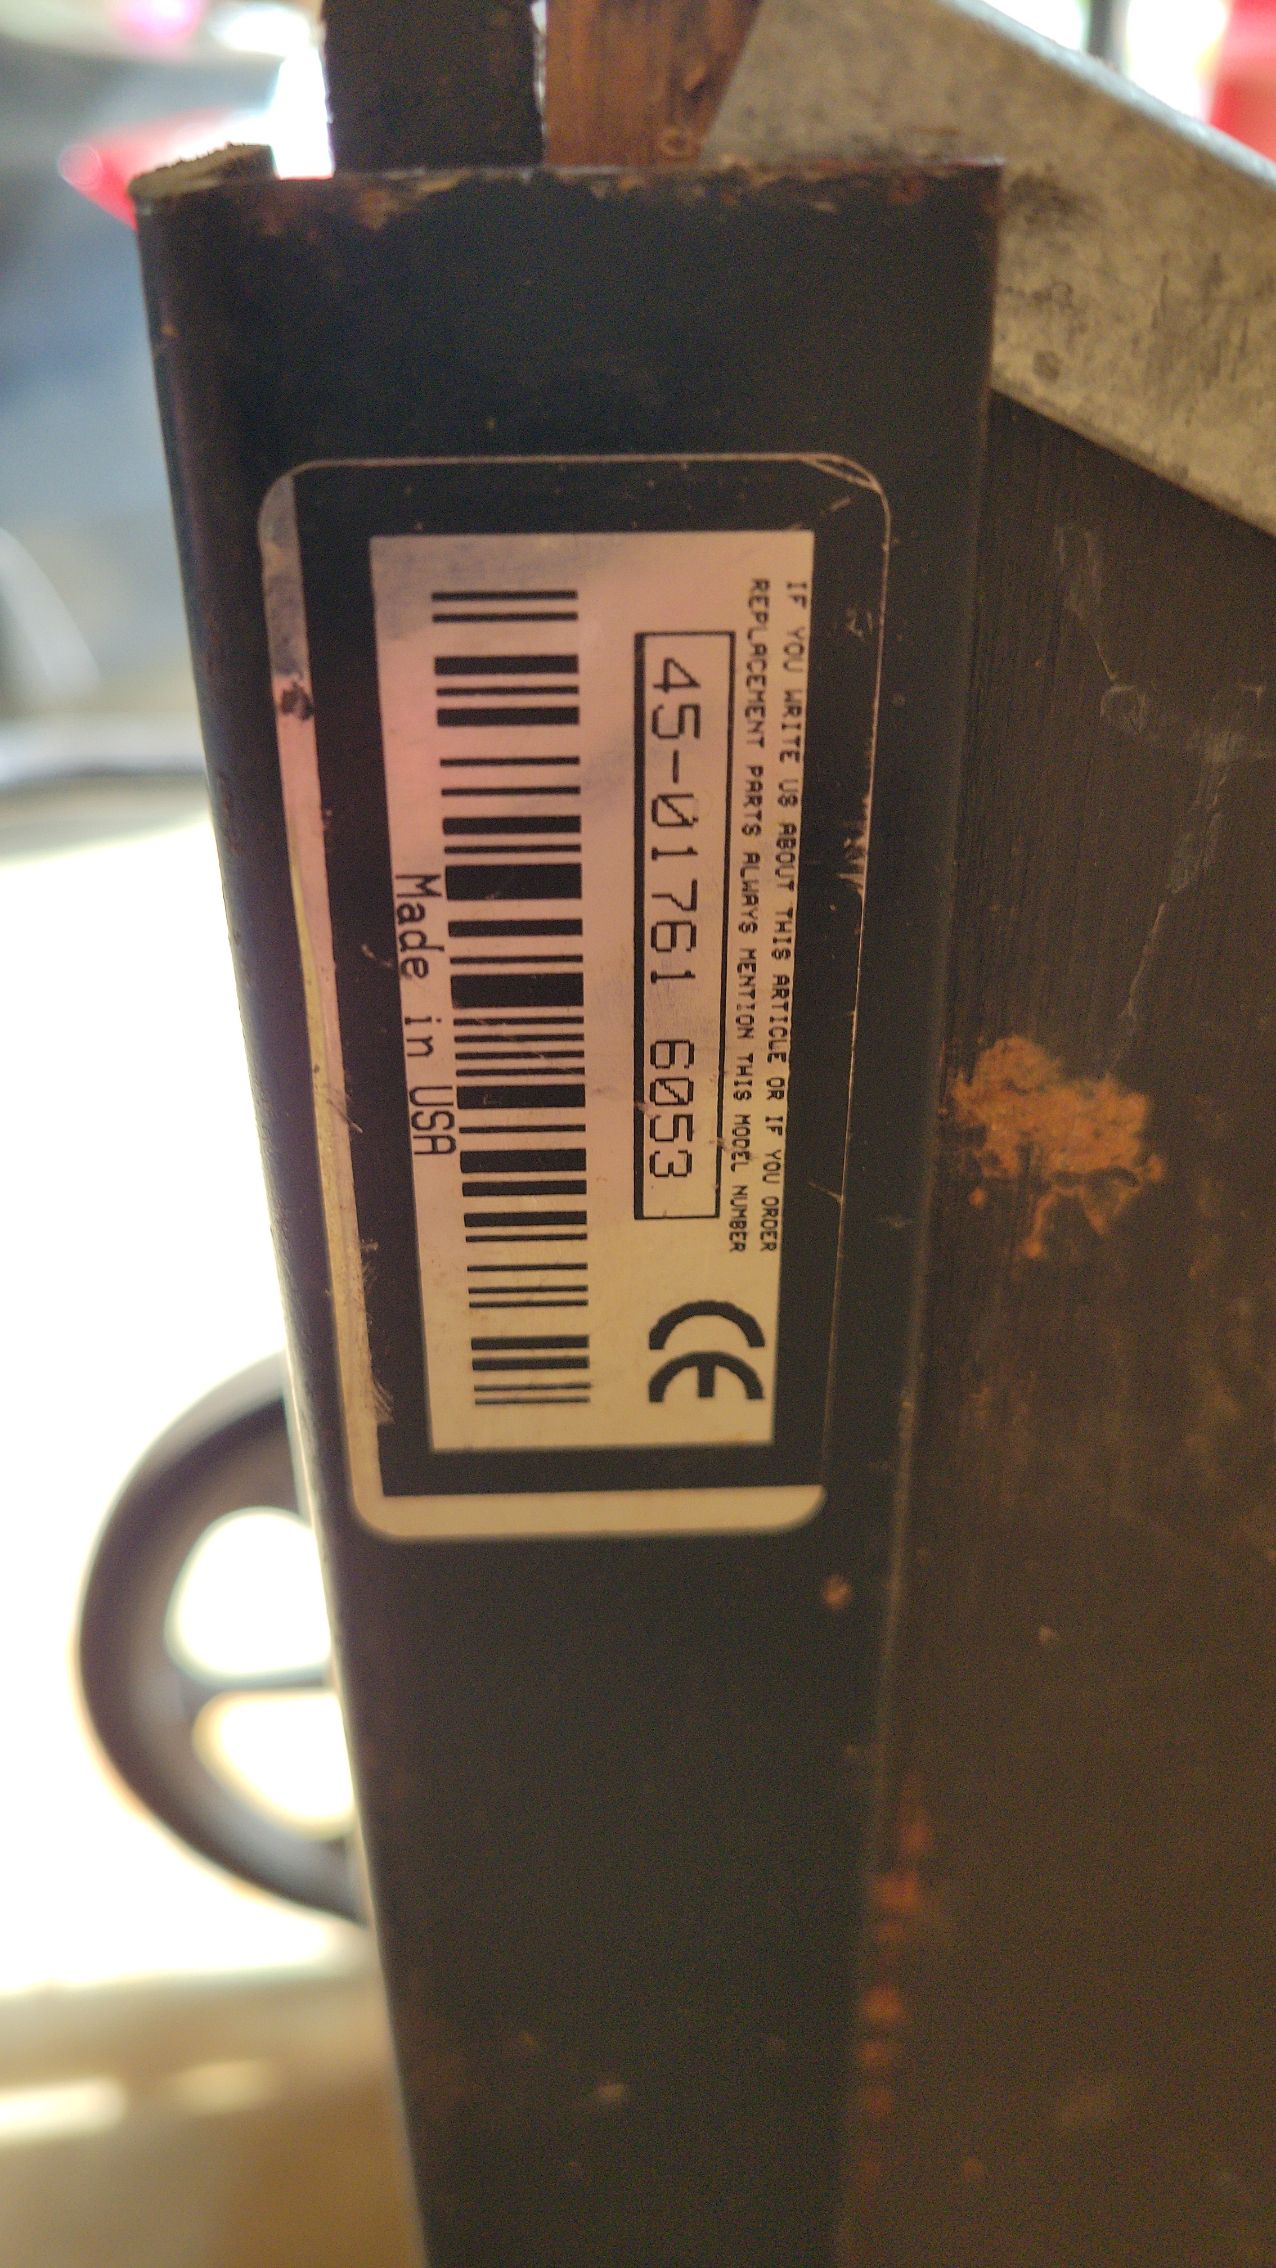 IF YOU WRITE US ABOUT THIS ARTICLE OR IF YOU ORDER
REPLACEMENT PARTS ALWAYS MENTION THIS MODEL NUMBER
45-01761 6053
CE
Made in USA